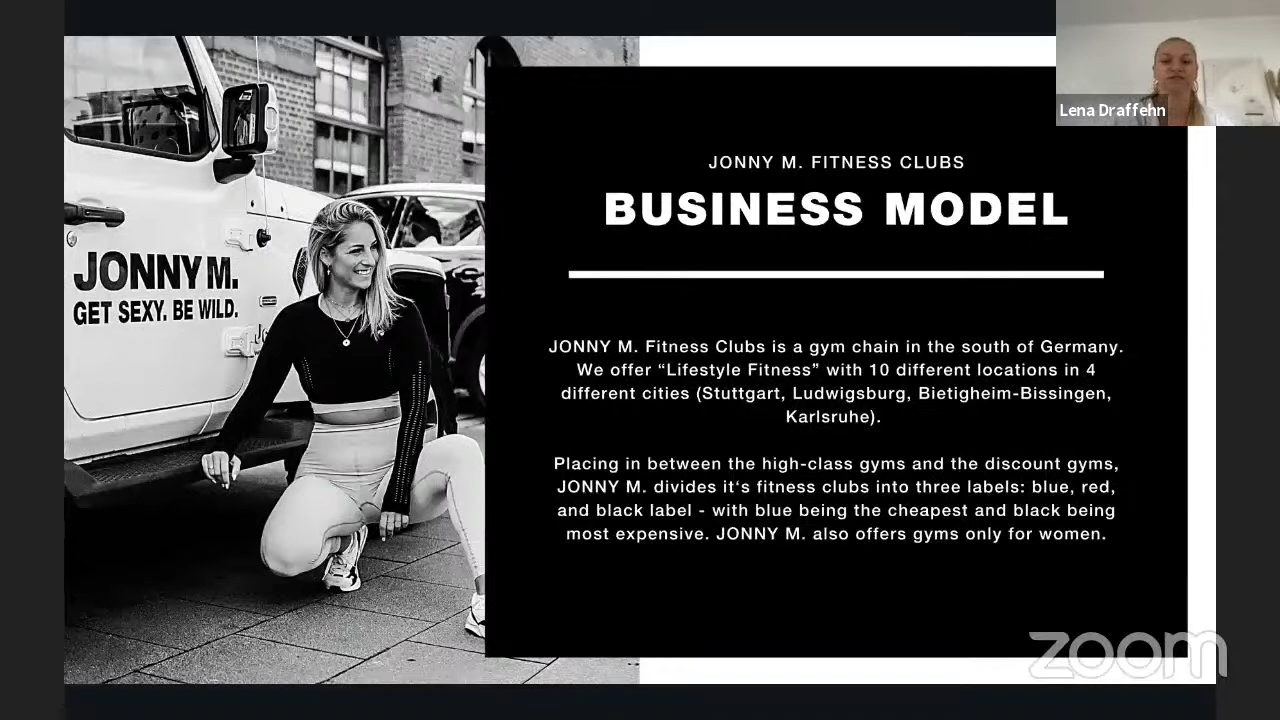 Lena Draffehn
JONNY M. FITNESS CLUBS
BUSINESS MODEL
JONNY M.
GET SEXY. BE WILD.
JONNY M. Fitness Clubs is a gym chain in the south of Germany.
We offer “Lifestyle Fitness” with 10 different locations in 4
different cities (Stuttgart, Ludwigsburg, Bietigheim-Bissingen,
Karlsruhe).
Placing in between the high-class gyms and the discount gyms,
JONNY M. divides it‘s fitness clubs into three labels: blue, red,
and black label - with blue being the cheapest and black being
most expensive. JONNY M. also offers gyms only for women.
zoom